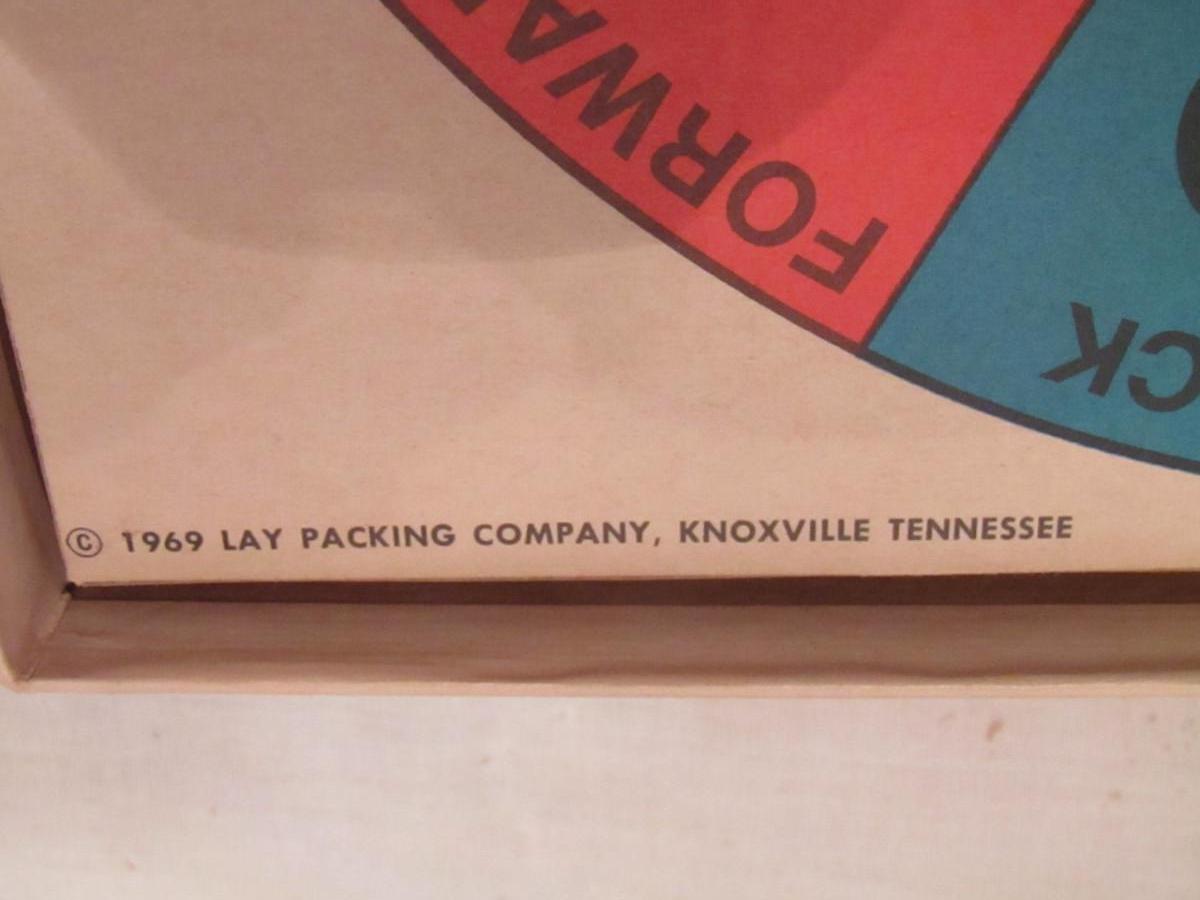 FORWA
CK
© 1969 LAY PACKING COMPANY, KNOXVILLE TENNESSEE